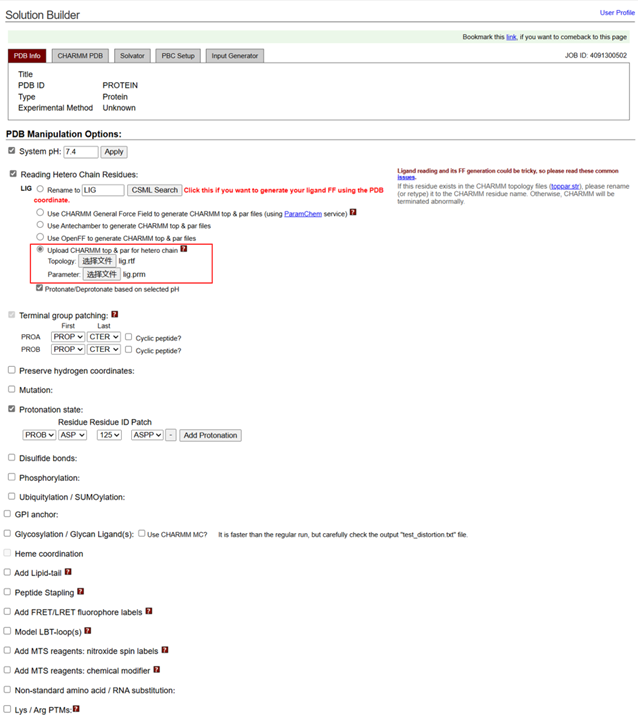 Solution Builder
User Profile
Bookmark this link, if you want to comeback to this page
PDB Info CHARMM PDB Solvator PBC Setup Input Generator JOB ID: 4091300502
Title
PDB ID PROTEIN
Type Protein
Experimental Method Unknown
PDB Manipulation Options:
System pH: 7.4 Apply
Reading Hetero Chain Residues:
LIG Rename to LIG CSML Search Click this if you want to generate your ligand FF using the PDB
coordinate.
Use CHARMM General Force Field to generate CHARMM top & par files (using ParamChem service) ?
Use Antechamber to generate CHARMM top & par files
Use OpenFF to generate CHARMM top & par files
Upload CHARMM top & par for hetero chain ?
Topology: 选择文件 lig.rtf
Parameter: 选择文件 lig.prm
Protonate/Deprotonate based on selected pH
Ligand reading and its FF generation could be tricky, so please read these common
issues.
If this residue exists in the CHARMM topology files (toppar.str), please rename
(or retype) it to the CHARMM residue name. Otherwise, CHARMM will be
terminated abnormally.
Terminal group patching: ?
First Last
PROA PROP CTER Cyclic peptide?
PROB PROP CTER Cyclic peptide?
Preserve hydrogen coordinates:
Mutation:
Protonation state:
Residue Residue ID Patch
PROB ASP 125 ASPP - Add Protonation
Disulfide bonds:
Phosphorylation:
Ubiquitylation / SUMOylation:
GPI anchor:
Glycosylation / Glycan Ligand(s): Use CHARMM MC? It is faster than the regular run, but carefully check the output "test_distortion.txt" file.
Heme coordination
Add Lipid-tail ?
Peptide Stapling ?
Add FRET/LRET fluorophore labels ?
Model LBT-loop(s) ?
Add MTS reagents: nitroxide spin labels ?
Add MTS reagents: chemical modifier ?
Non-standard amino acid / RNA substitution:
Lys / Arg PTMs: ?